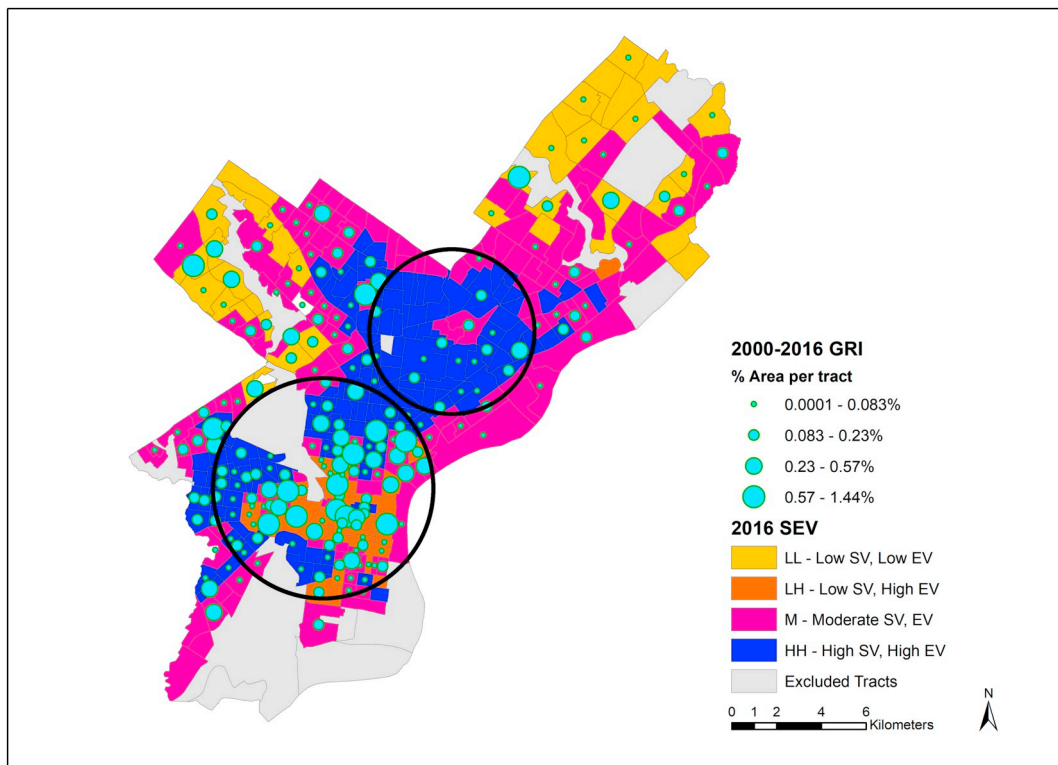 2000-2016 GRI
% Area per tract
0.0001 - 0.083%
0.083 - 0.23%
0.23 - 0.57%
0.57 - 1.44%
2016 SEV
LL - Low SV, Low EV
LH - Low SV, High EV
M - Moderate SV, EV
HH - High SV, High EV
Excluded Tracts
N
0 1 2 4 6
Kilometers